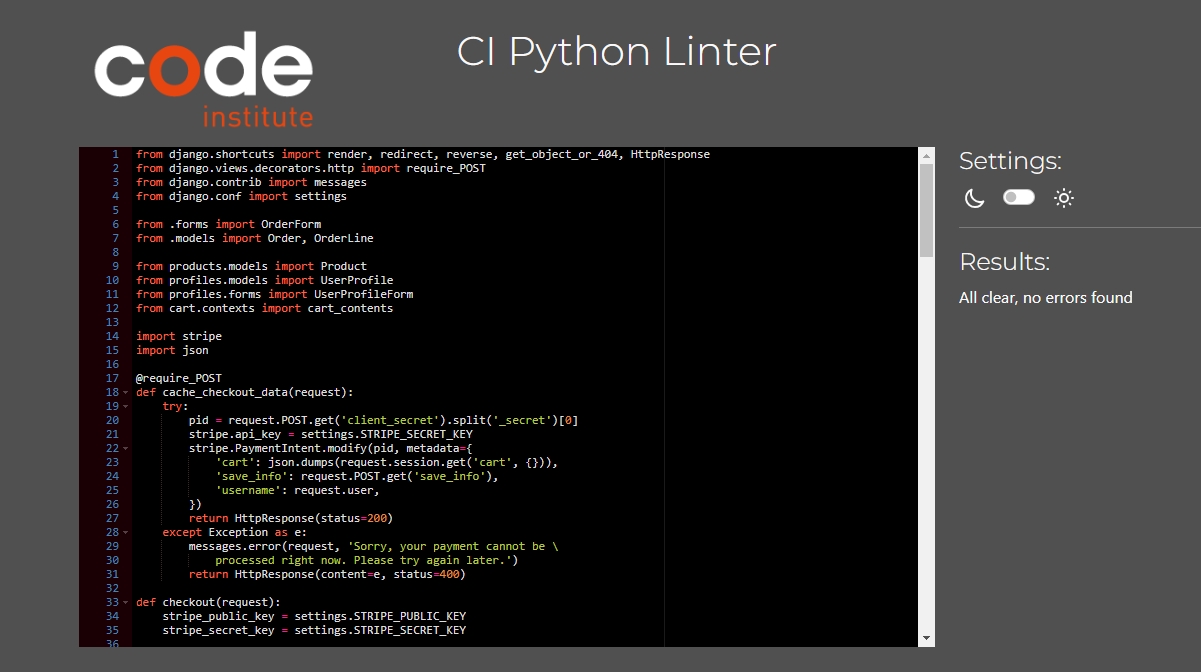 code
institute
CI Python Linter
1 from django.shortcuts import render, redirect, reverse, get_object_or_404, HttpResponse
2 from django.views.decorators.http import require_POST
3 from django.contrib import messages
4 from django.conf import settings
5
6 from .forms import OrderForm
7 from .models import Order, OrderLine
8
9 from products.models import Product
10 from profiles.models import UserProfile
11 from profiles.forms import UserProfileForm
12 from cart.contexts import cart_contents
13
14 import stripe
15 import json
16
17 @require_POST
18 def cache_checkout_data(request):
19     try:
20         pid = request.POST.get('client_secret').split('_secret')[0]
21         stripe.api_key = settings.STRIPE_SECRET_KEY
22         stripe.PaymentIntent.modify(pid, metadata={
23             'cart': json.dumps(request.session.get('cart', {})),
24             'save_info': request.POST.get('save_info'),
25             'username': request.user,
26         })
27         return HttpResponse(status=200)
28     except Exception as e:
29         messages.error(request, 'Sorry, your payment cannot be \
30             processed right now. Please try again later.')
31         return HttpResponse(content=e, status=400)
32
33 def checkout(request):
34     stripe_public_key = settings.STRIPE_PUBLIC_KEY
35     stripe_secret_key = settings.STRIPE_SECRET_KEY
36
Settings:
Results:
All clear, no errors found